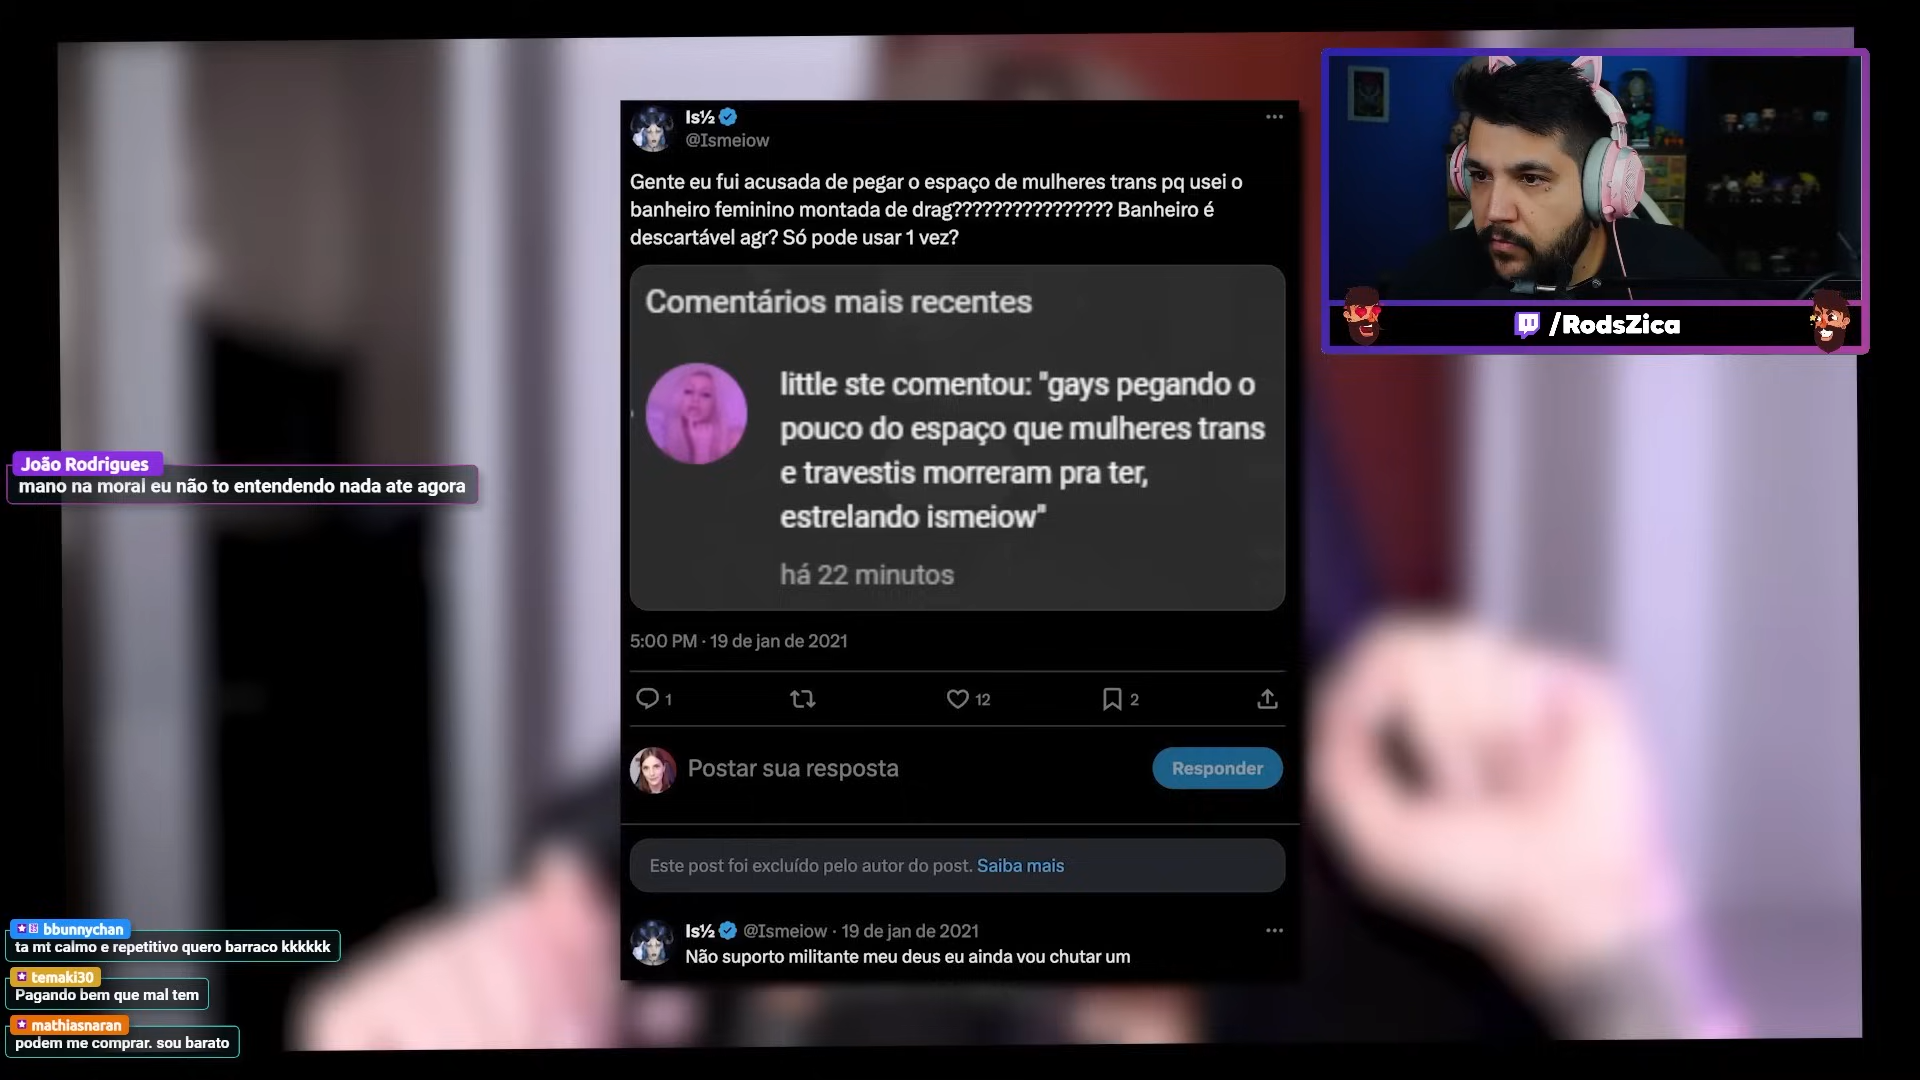 Is½
@Ismeiow
Gente eu fui acusada de pegar o espaço de mulheres trans pq usei o
banheiro feminino montada de drag???????????????? Banheiro é
descartável agr? Só pode usar 1 vez?
Comentários mais recentes
little ste comentou: "gays pegando o
pouco do espaço que mulheres trans
e travestis morreram pra ter,
estrelando ismeiow"
há 22 minutos
5:00 PM · 19 de jan de 2021
1
12
2
Postar sua resposta
Responder
Este post foi excluído pelo autor do post. Saiba mais
Is½ @Ismeiow · 19 de jan de 2021
Não suporto militante meu deus eu ainda vou chutar um
/RodsZica
João Rodrigues
mano na moral eu não to entendendo nada ate agora
bbunnychan
ta mt calmo e repetitivo quero barraco kkkkkk
temaki30
Pagando bem que mal tem
mathiasnaran
podem me comprar. sou barato